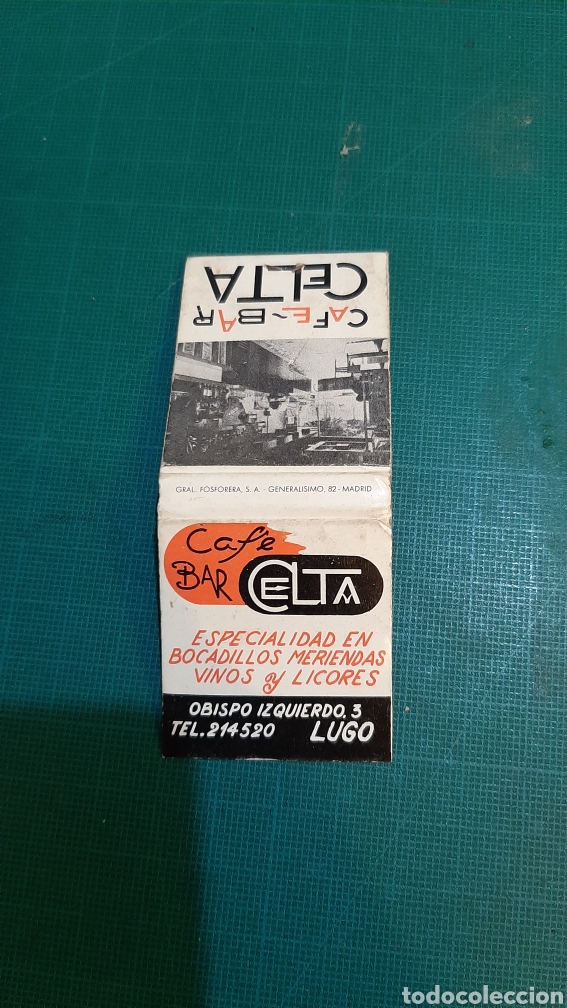 CELTA
CAFE~BAR
GRAL. FOSFORERA, S. A. - GENERALISIMO, 82 - MADRID
Café
BAR CELTA
ESPECIALIDAD EN
BOCADILLOS MERIENDAS
VINOS y LICORES
OBISPO IZQUIERDO, 3
TEL. 214520 LUGO
todocoleccion